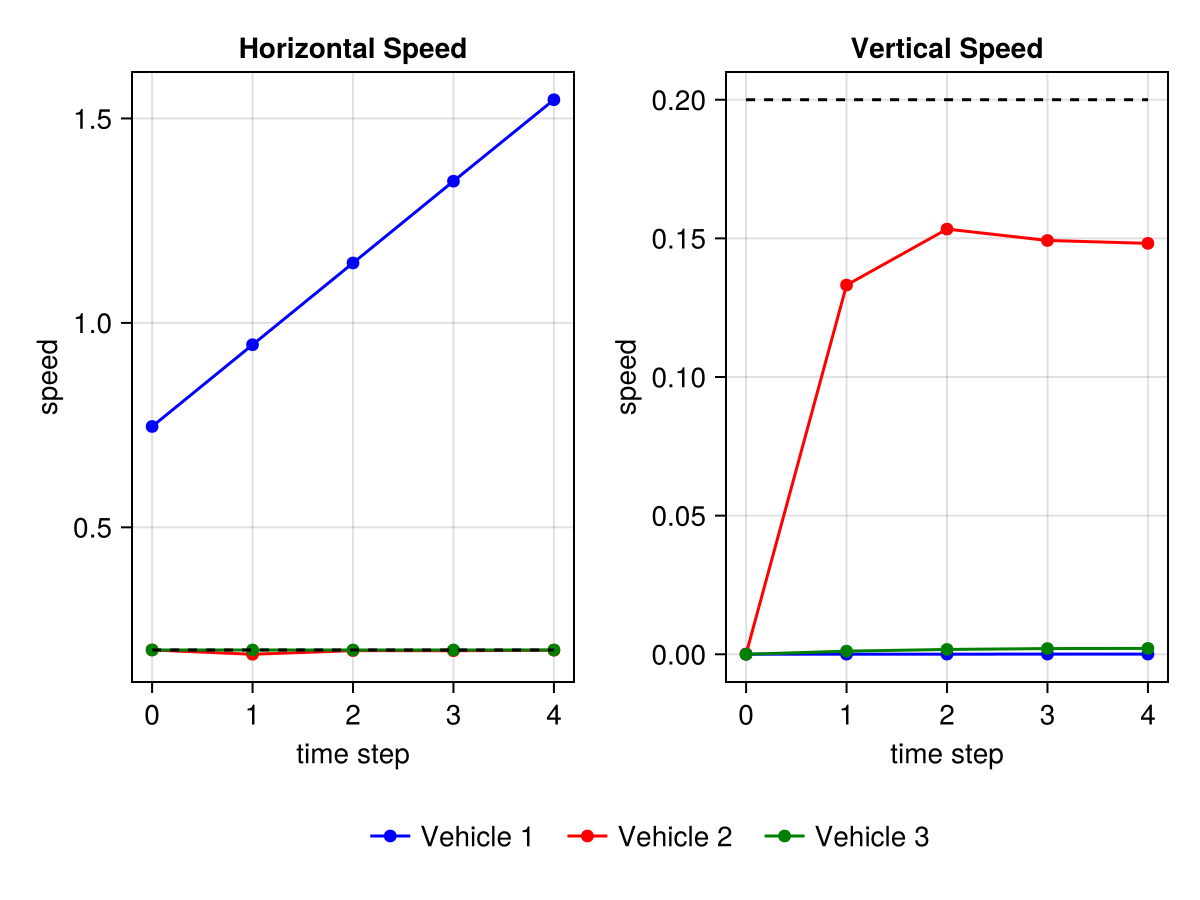 Horizontal Speed
1.5
1.0
0.5
speed
0 1 2 3 4
time step
Vertical Speed
0.20
0.15
0.10
0.05
0.00
speed
0 1 2 3 4
time step
Vehicle 1 Vehicle 2 Vehicle 3